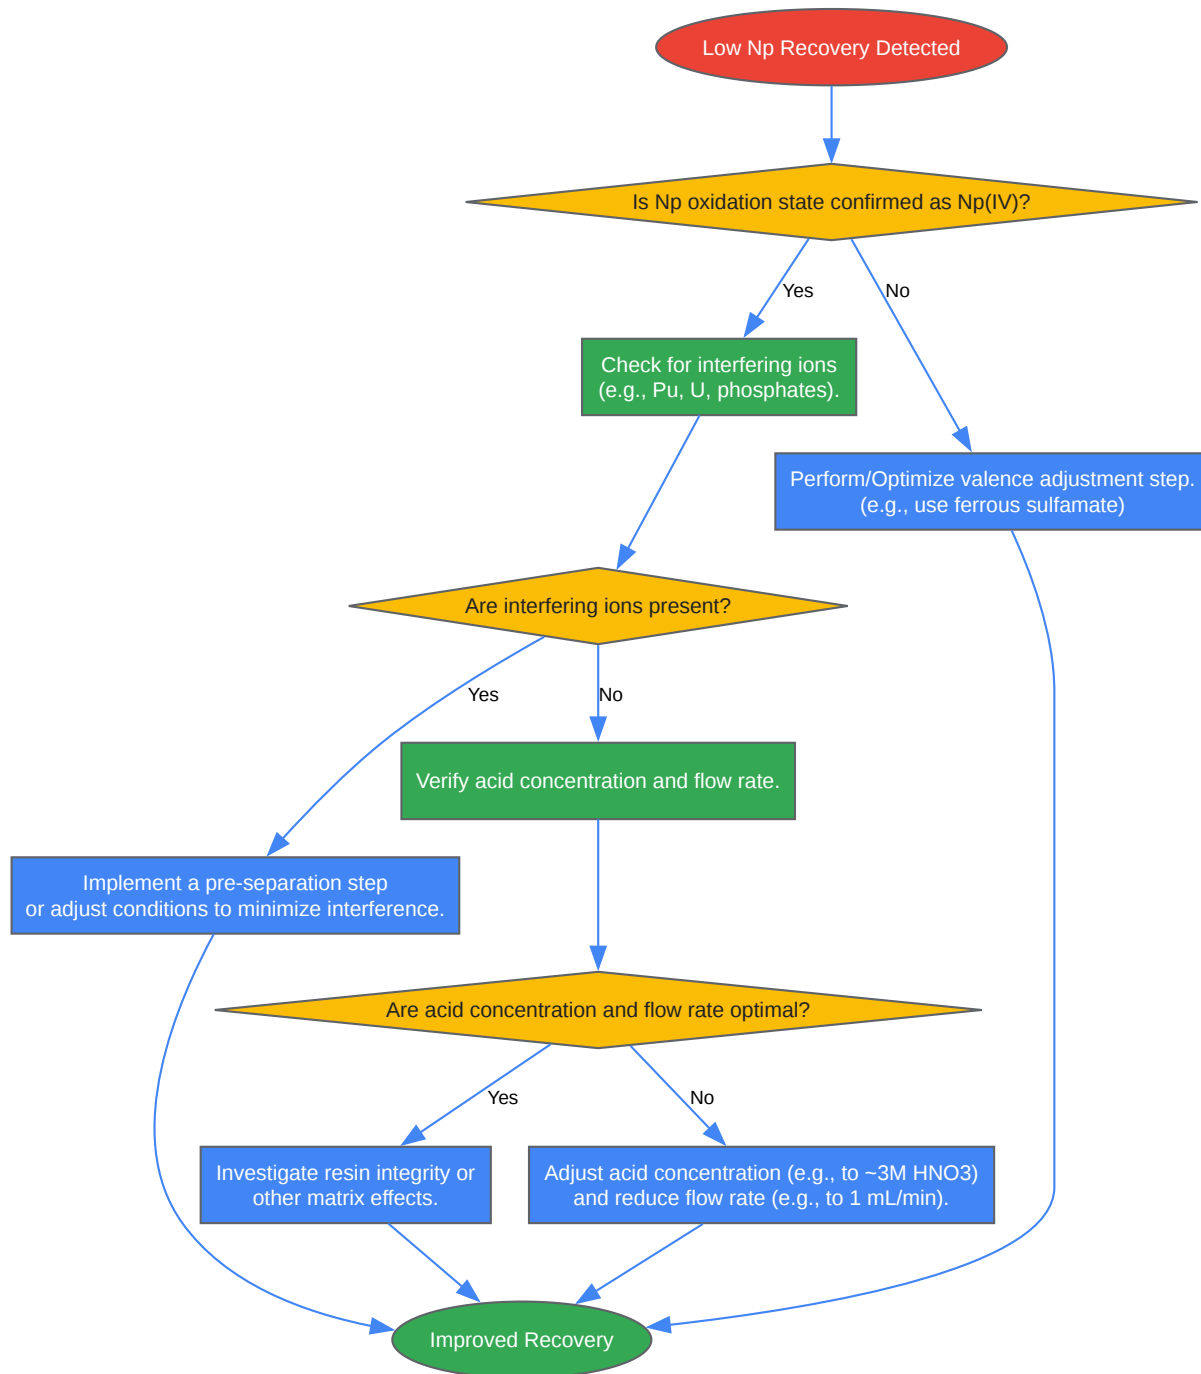 Low Np Recovery Detected
Is Np oxidation state confirmed as Np(IV)?
Yes
No
Check for interfering ions
(e.g., Pu, U, phosphates).
Perform/Optimize valence adjustment step.
(e.g., use ferrous sulfamate)
Are interfering ions present?
Yes
No
Verify acid concentration and flow rate.
Implement a pre-separation step
or adjust conditions to minimize interference.
Are acid concentration and flow rate optimal?
Yes
No
Investigate resin integrity or
other matrix effects.
Adjust acid concentration (e.g., to ~3M HNO3)
and reduce flow rate (e.g., to 1 mL/min).
Improved Recovery